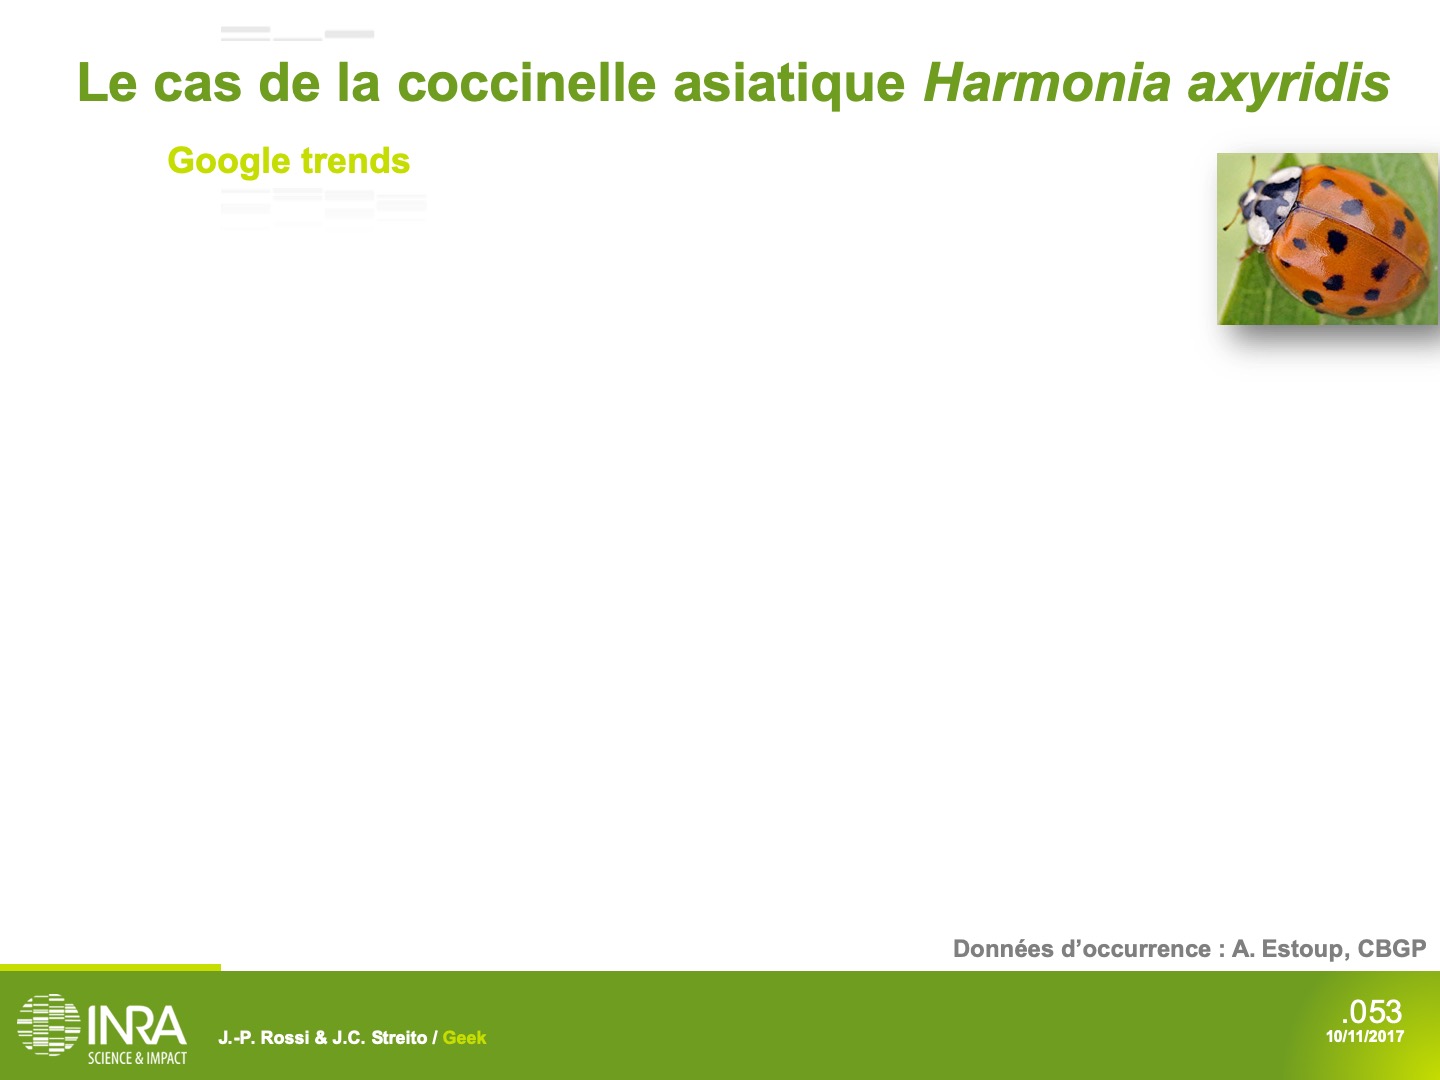 Le cas de la coccinelle asiatique Harmonia axyridis
Google trends
Données d’occurrence : A. Estoup, CBGP
INRA
SCIENCE & IMPACT
J.-P. Rossi & J.C. Streito / Geek
.053
10/11/2017